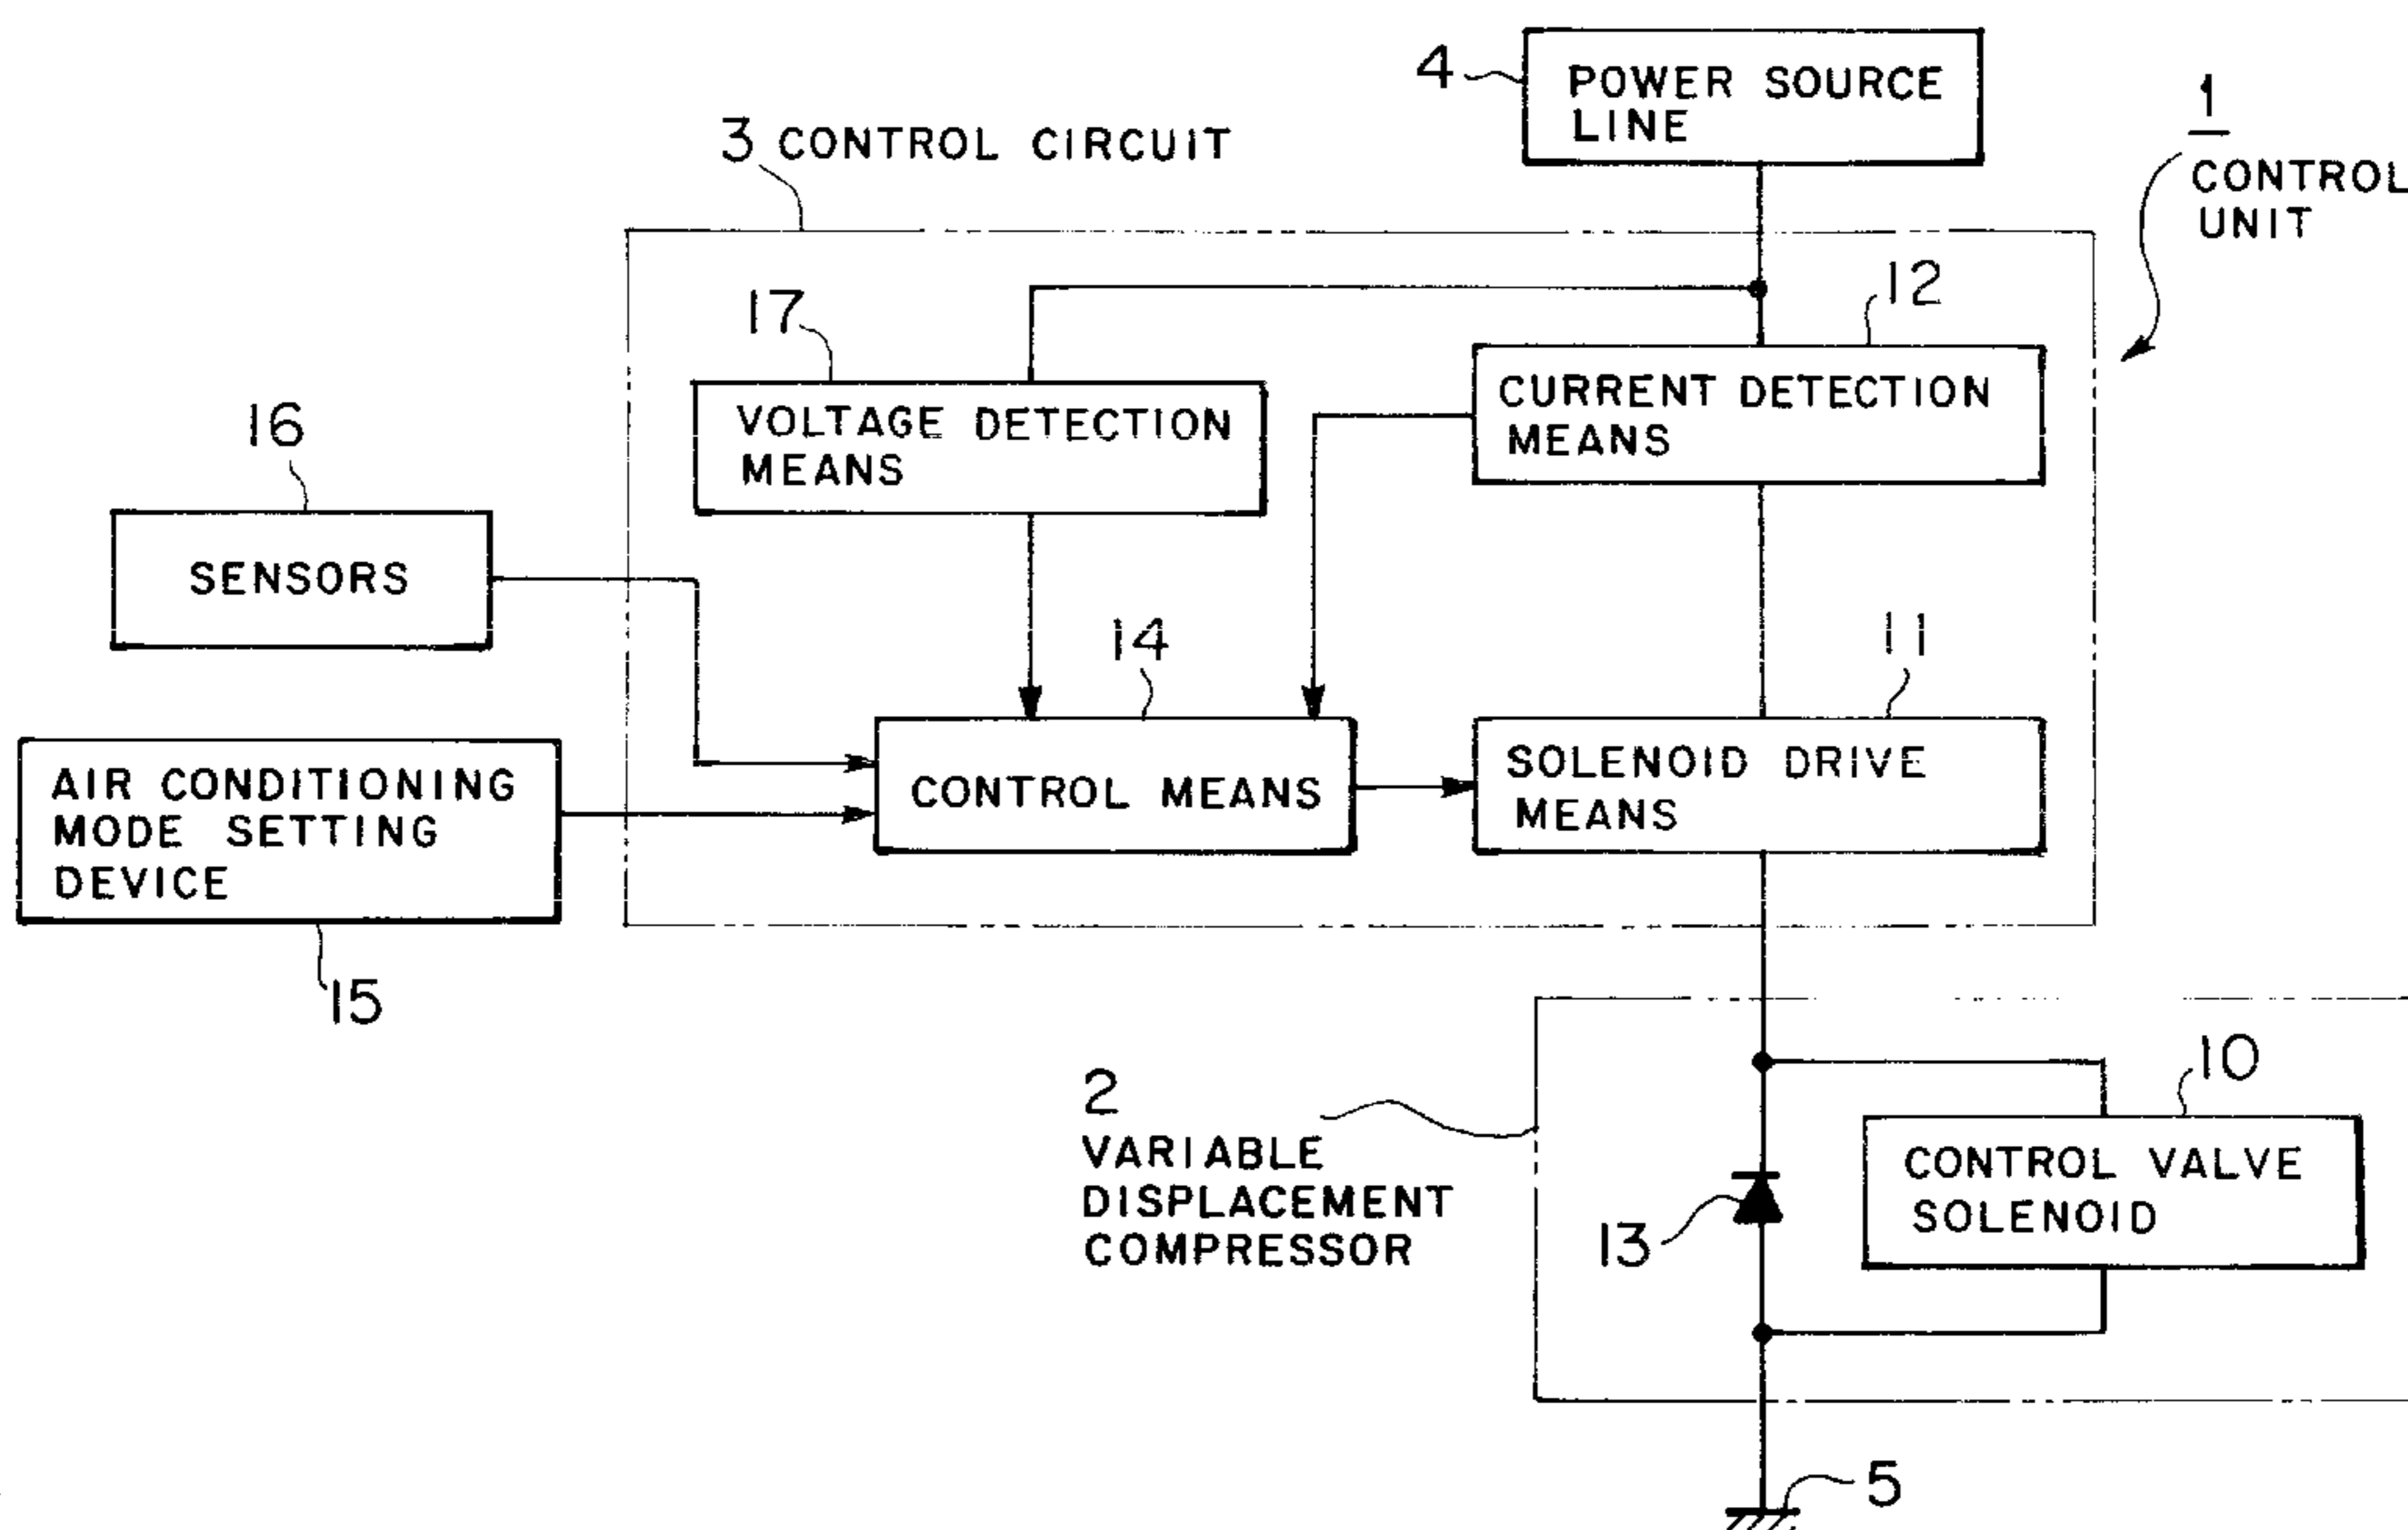 4
POWER SOURCE
LINE
1
CONTROL
UNIT
3 CONTROL CIRCUIT
12
17
CURRENT DETECTION
MEANS
VOLTAGE DETECTION
MEANS
16
SENSORS
14
11
AIR CONDITIONING
MODE SETTING
DEVICE
CONTROL MEANS
SOLENOID DRIVE
MEANS
15
2
VARIABLE
DISPLACEMENT
COMPRESSOR
10
CONTROL VALVE
SOLENOID
13
5